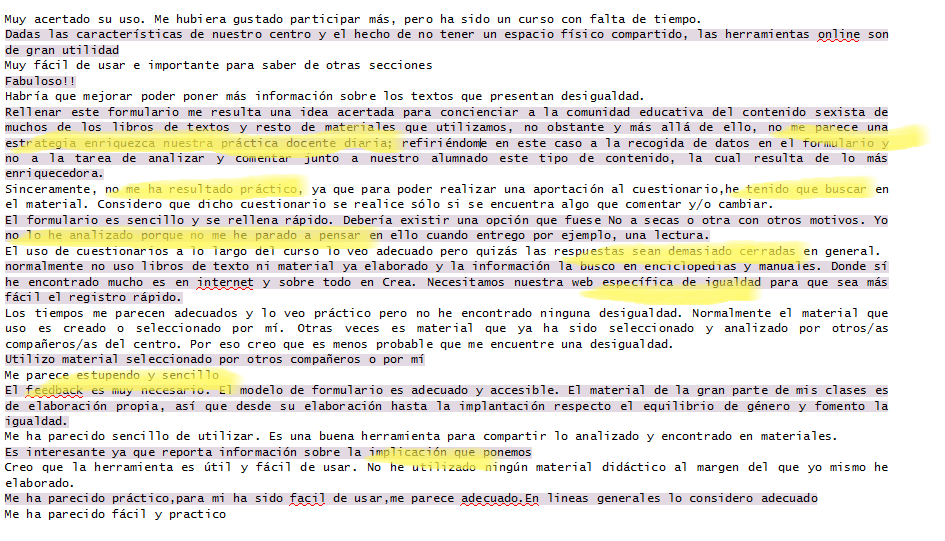 Muy acertado su uso. Me hubiera gustado participar más, pero ha sido un curso con falta de tiempo.
Dadas las características de nuestro centro y el hecho de no tener un espacio físico compartido, las herramientas online son
de gran utilidad
Muy fácil de usar e importante para saber de otras secciones
Fabuloso!!
Habría que mejorar poder poner más información sobre los textos que presentan desigualdad.
Rellenar este formulario me resulta una idea acertada para concienciar a la comunidad educativa del contenido sexista de
muchos de los libros de textos y resto de materiales que utilizamos, no obstante y más allá de ello, no me parece una
estrategia enriquezca nuestra práctica docente diaria; refiriéndome en este caso a la recogida de datos en el formulario y
no a la tarea de analizar y comentar junto a nuestro alumnado este tipo de contenido, la cual resulta de lo más
enriquecedora.
Sinceramente, no me ha resultado práctico, ya que para poder realizar una aportación al cuestionario,he tenido que buscar en
el material. Considero que dicho cuestionario se realice sólo si se encuentra algo que comentar y/o cambiar.
El formulario es sencillo y se rellena rápido. Debería existir una opción que fuese No a secas o otra con otros motivos. Yo
no lo he analizado porque no me he parado a pensar en ello cuando entrego por ejemplo, una lectura.
El uso de cuestionarios a lo largo del curso lo veo adecuado pero quizás las respuestas sean demasiado cerradas en general.
normalmente no uso libros de texto ni material ya elaborado y la información la busco en enciclopedias y manuales. Donde sí
he encontrado mucho es en internet y sobre todo en Crea. Necesitamos nuestra web específica de igualdad para que sea más
fácil el registro rápido.
Los tiempos me parecen adecuados y lo veo práctico pero no he encontrado ninguna desigualdad. Normalmente el material que
uso es creado o seleccionado por mí. Otras veces es material que ya ha sido seleccionado y analizado por otros/as
compañeros/as del centro. Por eso creo que es menos probable que me encuentre una desigualdad.
Utilizo material seleccionado por otros compañeros o por mí
Me parece estupendo y sencillo
El feedback es muy necesario. El modelo de formulario es adecuado y accesible. El material de la gran parte de mis clases es
de elaboración propia, así que desde su elaboración hasta la implantación respecto el equilibrio de género y fomento la
igualdad.
Me ha parecido sencillo de utilizar. Es una buena herramienta para compartir lo analizado y encontrado en materiales.
Es interesante ya que reporta información sobre la implicación que ponemos
Creo que la herramienta es útil y fácil de usar. No he utilizado ningún material didáctico al margen del que yo mismo he
elaborado.
Me ha parecido práctico,para mi ha sido facil de usar,me parece adecuado.En lineas generales lo considero adecuado
Me ha parecido fácil y practico